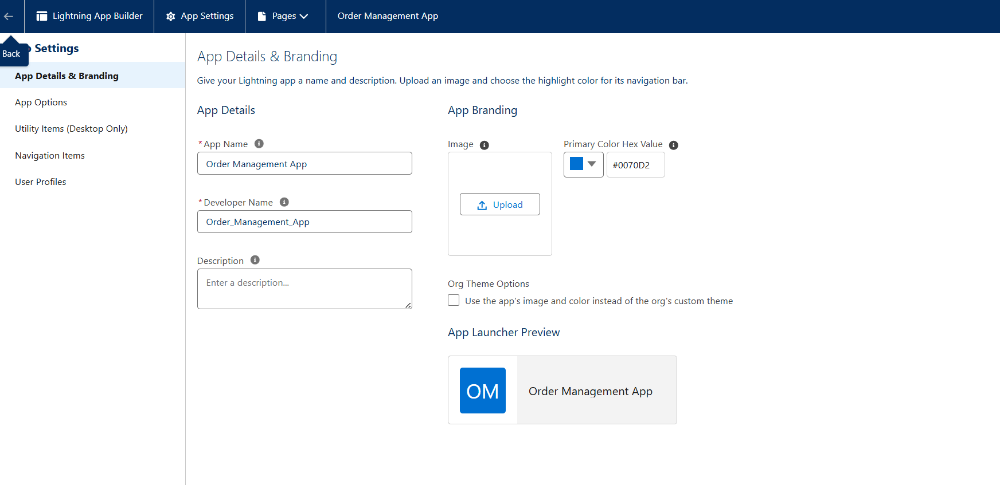 Lightning App Builder
App Settings
Pages
Order Management App
Back
Settings
App Details & Branding
App Options
Utility Items (Desktop Only)
Navigation Items
User Profiles
App Details & Branding
Give your Lightning app a name and description. Upload an image and choose the highlight color for its navigation bar.
App Details
*App Name
Order Management App
*Developer Name
Order_Management_App
Description
Enter a description...
App Branding
Image
Upload
Primary Color Hex Value
#0070D2
Org Theme Options
Use the app's image and color instead of the org's custom theme
App Launcher Preview
OM
Order Management App